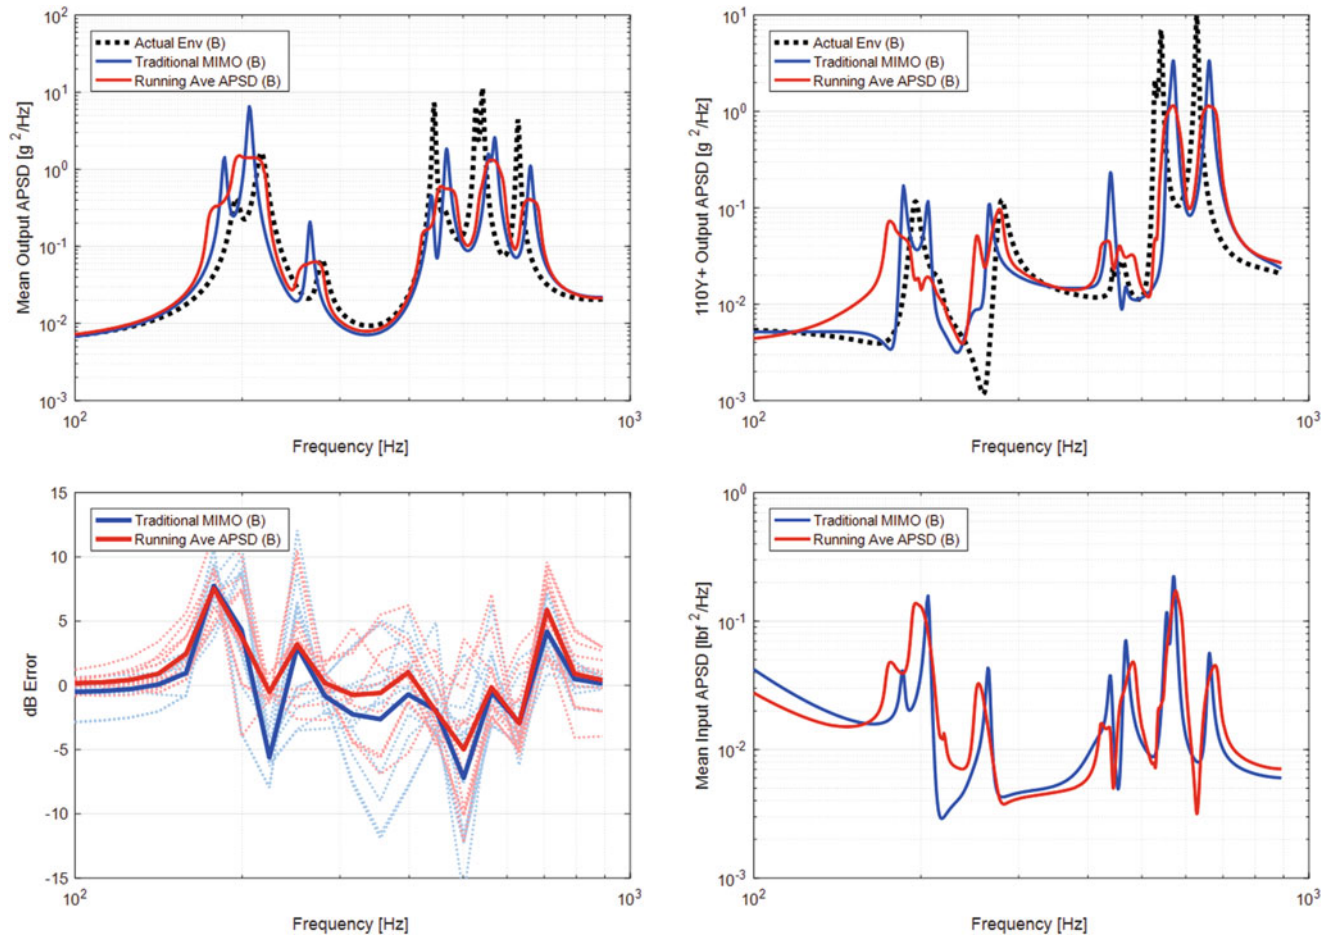 10^2
10^1
10^0
10^-1
10^-2
10^-3
Mean Output APSD [g^2/Hz]
Actual Env (B)
Traditional MIMO (B)
Running Ave APSD (B)
10^2
10^3
Frequency [Hz]
10^1
10^0
10^-1
10^-2
10^-3
110Y+ Output APSD [g^2/Hz]
Actual Env (B)
Traditional MIMO (B)
Running Ave APSD (B)
10^2
10^3
Frequency [Hz]
15
10
5
0
-5
-10
-15
dB Error
Traditional MIMO (B)
Running Ave APSD (B)
10^2
10^3
Frequency [Hz]
10^0
10^-1
10^-2
10^-3
Mean Input APSD [lbf^2/Hz]
Traditional MIMO (B)
Running Ave APSD (B)
10^2
10^3
Frequency [Hz]